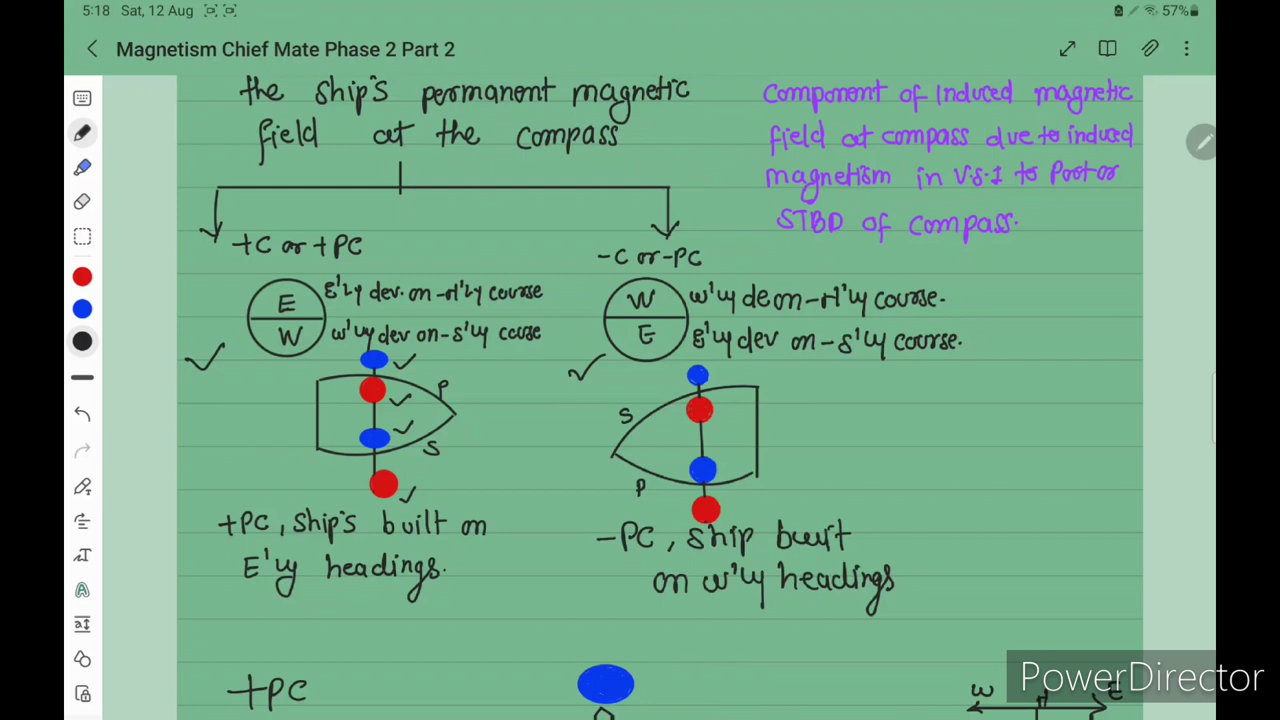 5:18 Sat, 12 Aug 57%
Magnetism Chief Mate Phase 2 Part 2
the ship's permanent magnetic
field at the compass
Component of induced magnetic
field at compass due to induced
magnetism in V.S.I to Port or
STBD of compass.
+C or +PC
E
W
E'ly dev. on -N'ly course
w'ly dev on -s'ly course
-C or -PC
W
E
w'ly de on -N'ly course.
E'ly dev on -s'ly course.
P
S
S
P
+PC, ship's built on
E'ly headings.
-PC, ship built
on w'ly headings
+PC
W H E
PowerDirector